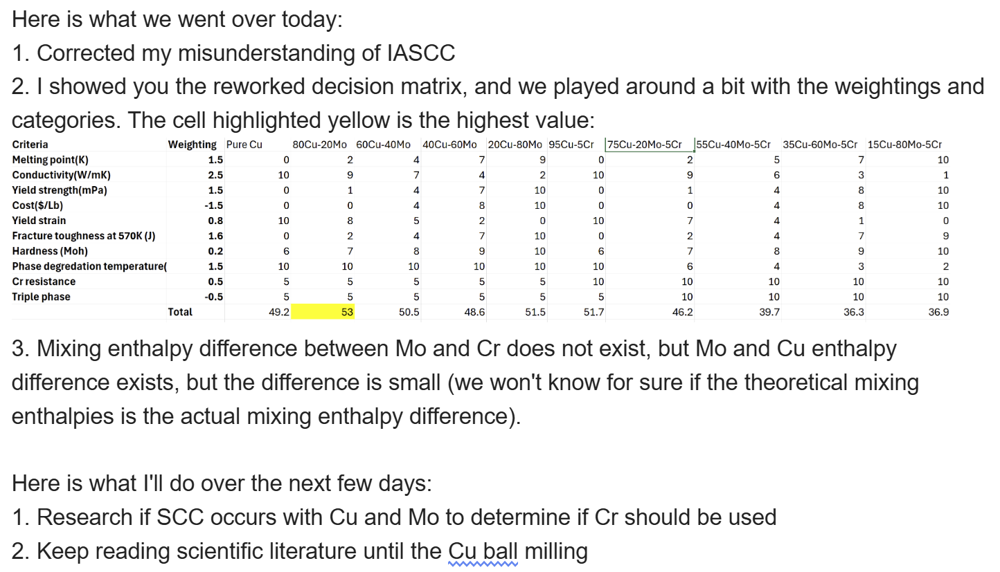 Here is what we went over today:
1. Corrected my misunderstanding of IASCC
2. I showed you the reworked decision matrix, and we played around a bit with the weightings and
categories. The cell highlighted yellow is the highest value:
Criteria Weighting Pure Cu 80Cu-20Mo 60Cu-40Mo 40Cu-60Mo 20Cu-80Mo 95Cu-5Cr 75Cu-20Mo-5Cr 55Cu-40Mo-5Cr 35Cu-60Mo-5Cr 15Cu-80Mo-5Cr
Melting point(K) 1.5 0 2 4 7 9 0 2 5 7 10
Conductivity(W/mK) 2.5 10 9 7 4 2 10 9 6 3 1
Yield strength(mPa) 1.5 0 1 4 7 10 0 1 4 8 10
Cost($/Lb) -1.5 0 0 4 8 10 0 0 4 8 10
Yield strain 0.8 10 8 5 2 0 10 7 4 1 0
Fracture toughness at 570K (J) 1.6 0 2 4 7 10 0 2 4 7 9
Hardness (Moh) 0.2 6 7 8 9 10 6 7 8 9 10
Phase degredation temperature( 1.5 10 10 10 10 10 10 6 4 3 2
Cr resistance 0.5 5 5 5 5 5 10 10 10 10 10
Triple phase -0.5 5 5 5 5 5 5 10 10 10 10
Total 49.2 53 50.5 48.6 51.5 51.7 46.2 39.7 36.3 36.9
3. Mixing enthalpy difference between Mo and Cr does not exist, but Mo and Cu enthalpy
difference exists, but the difference is small (we won't know for sure if the theoretical mixing
enthalpies is the actual mixing enthalpy difference).
Here is what I'll do over the next few days:
1. Research if SCC occurs with Cu and Mo to determine if Cr should be used
2. Keep reading scientific literature until the Cu ball milling